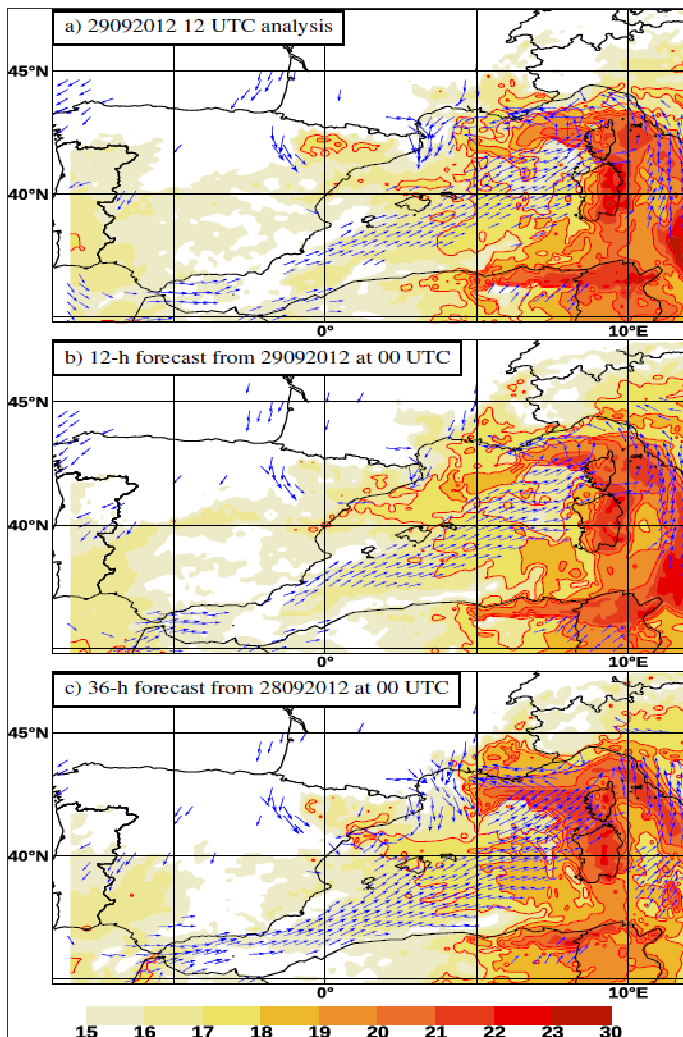 a) 29092012 12 UTC analysis
45°N
40°N
0°
10°E
b) 12-h forecast from 29092012 at 00 UTC
45°N
40°N
0°
10°E
c) 36-h forecast from 28092012 at 00 UTC
45°N
40°N
0°
10°E
15 16 17 18 19 20 21 22 23 30